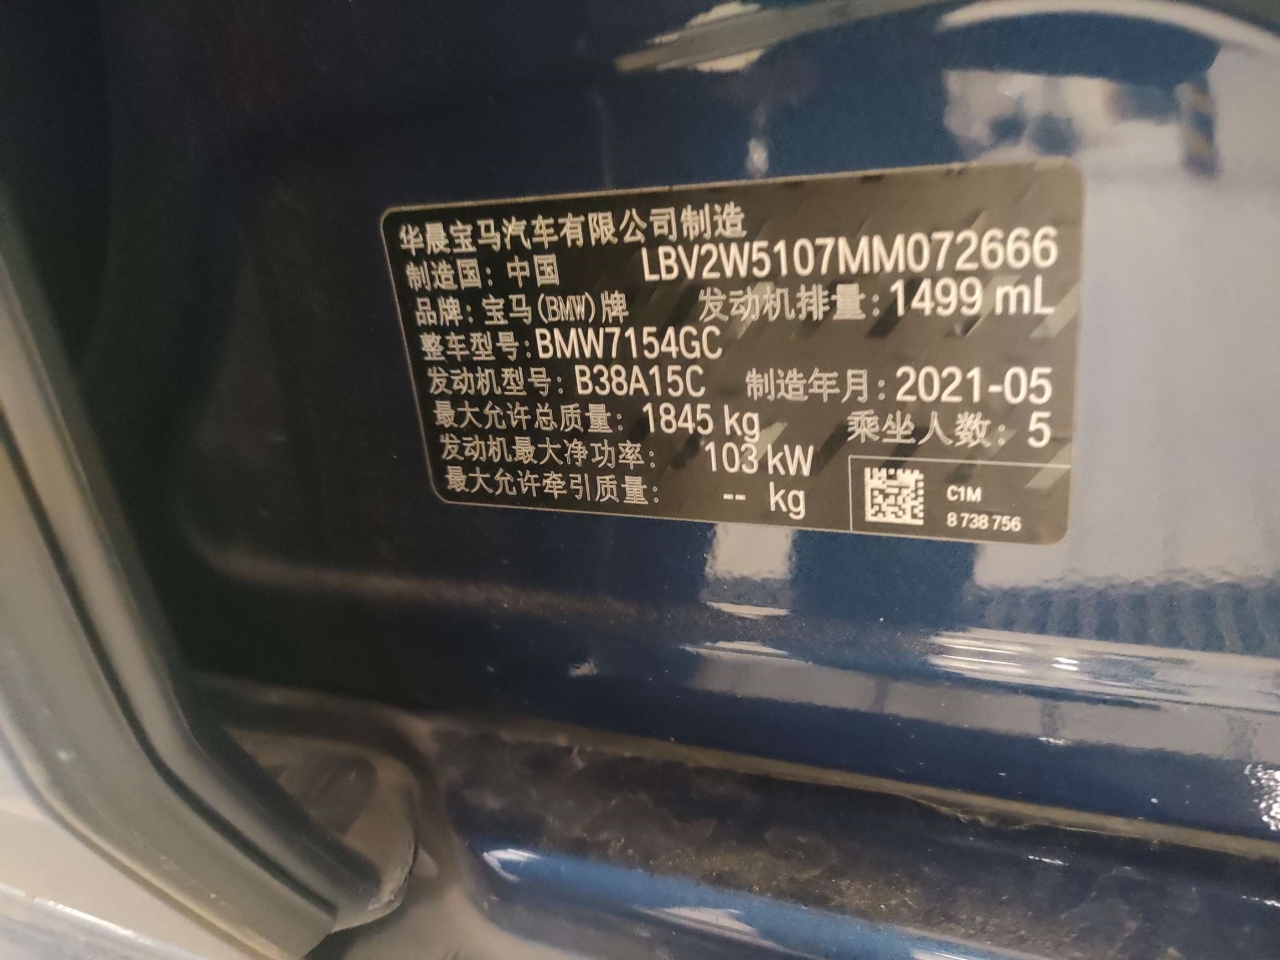 华晨宝马汽车有限公司制造
制造国：中国 LBV2W5107MM072666
品牌：宝马(BMW)牌 发动机排量：1499 mL
整车型号：BMW7154GC
发动机型号：B38A15C 制造年月：2021-05
最大允许总质量：1845 kg 乘坐人数：5
发动机最大净功率： 103 kW
最大允许牵引质量： -- kg
C1M
8 738 756